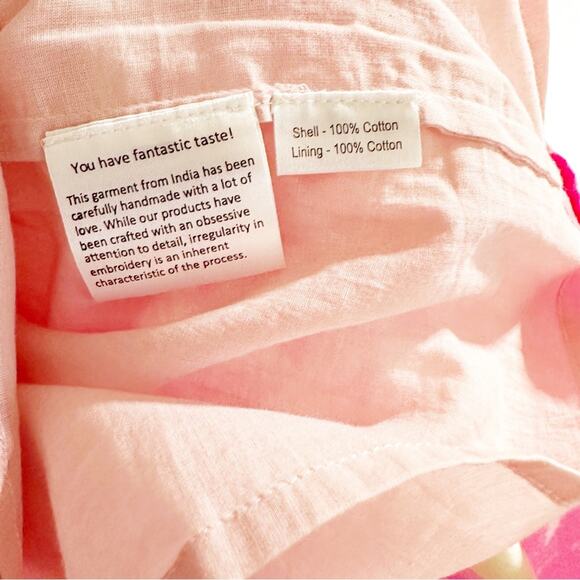 You have fantastic taste!
This garment from India has been
carefully handmade with a lot of
love. While our products have
been crafted with an obsessive
attention to detail, irregularity in
embroidery is an inherent
characteristic of the process.
Shell - 100% Cotton
Lining - 100% Cotton